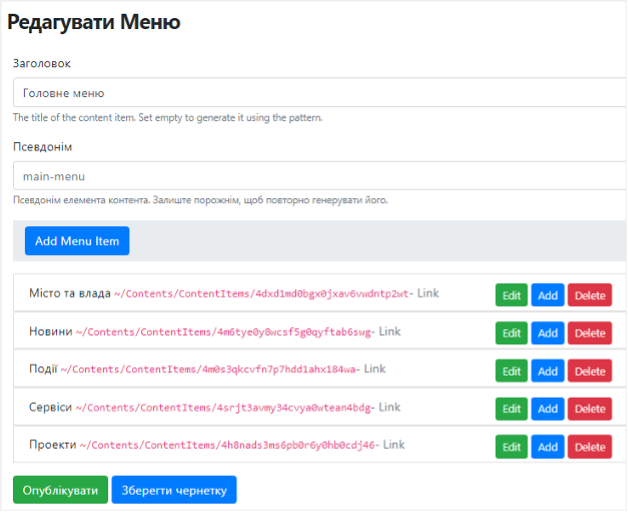 Редагувати Меню
Заголовок
Головне меню
The title of the content item. Set empty to generate it using the pattern.
Псевдонім
main-menu
Псевдонім елемента контента. Залиште порожнім, щоб повторно генерувати його.
Add Menu Item
Місто та влада ~/Contents/ContentItems/4dxd1md0bgx0jxav6vwdntp2wt- Link Edit Add Delete
Новини ~/Contents/ContentItems/4m6tye0y8wcsf5g0qyftab6swg- Link Edit Add Delete
Події ~/Contents/ContentItems/4m0s3qkcvfn7p7hdd1ahx184wa- Link Edit Add Delete
Сервіси ~/Contents/ContentItems/4srjt3avmy34cvya0wtean4bdg- Link Edit Add Delete
Проекти ~/Contents/ContentItems/4h8nads3ms6pb0r6y0hb0cdj46- Link Edit Add Delete
Опублікувати Зберегти чернетку